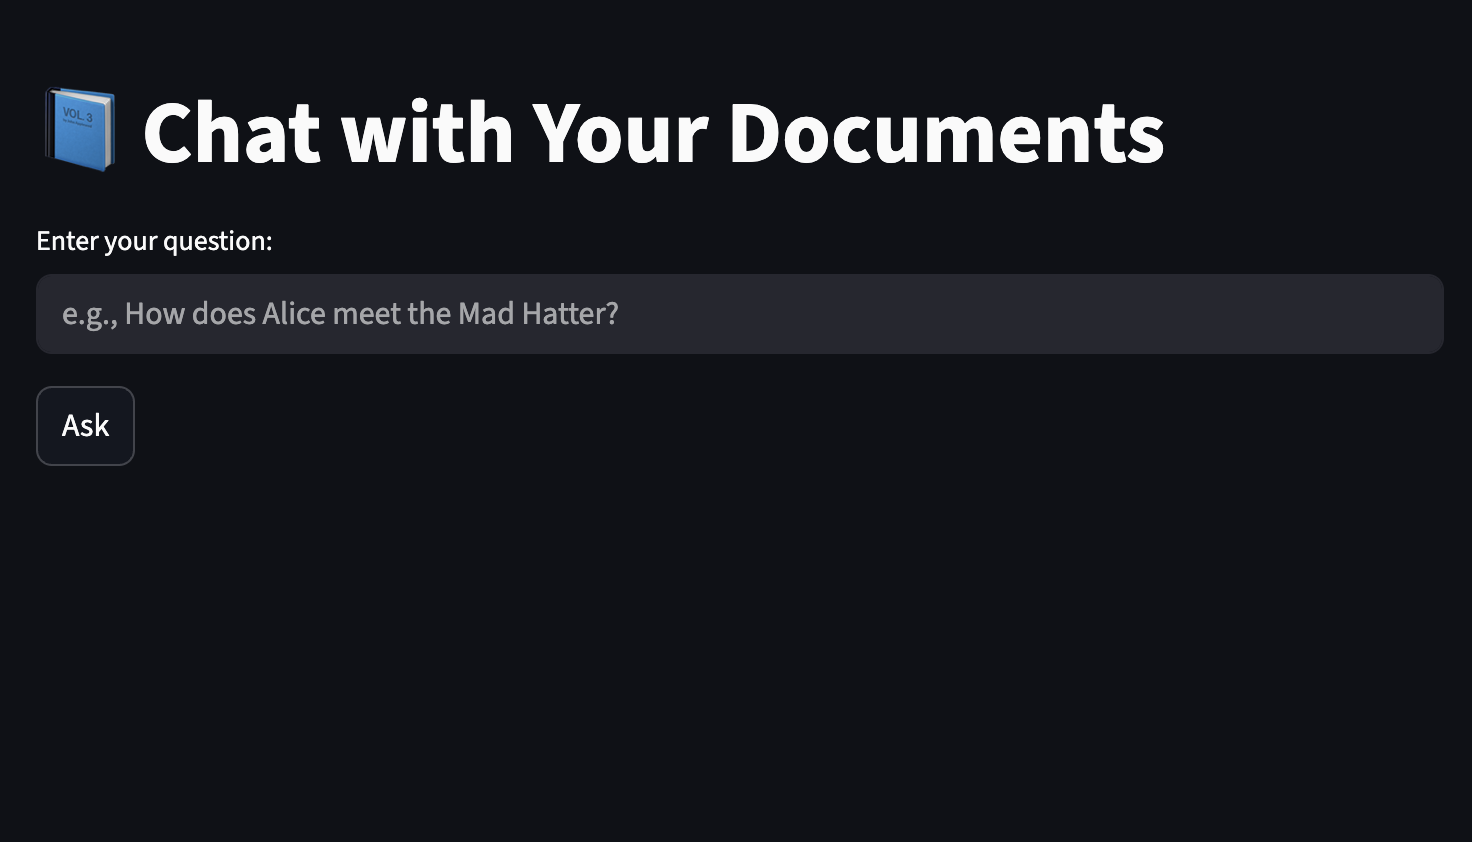 VOL. 3
Chat with Your Documents
Enter your question:
e.g., How does Alice meet the Mad Hatter?
Ask